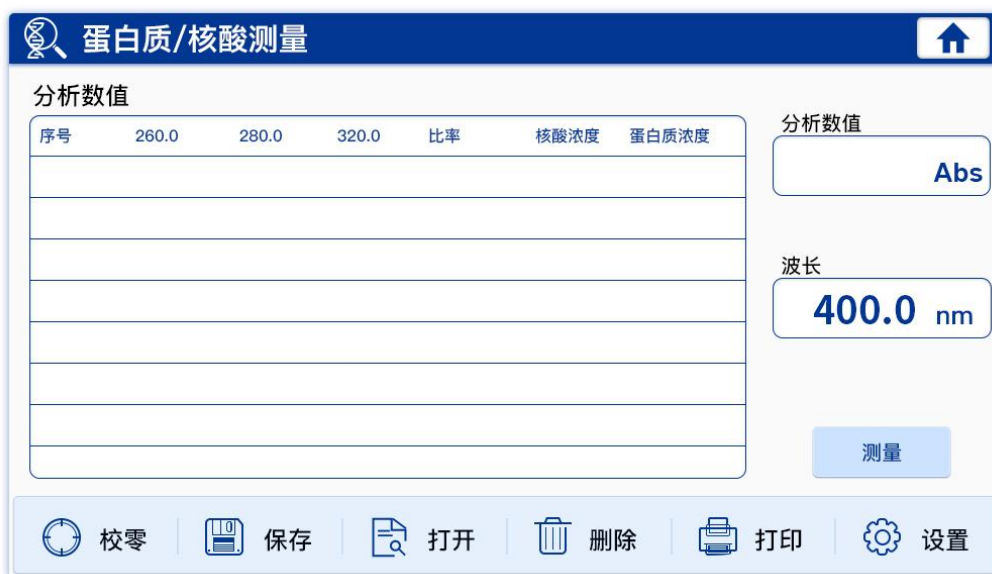 蛋白质/核酸测量
分析数值
序号 260.0 280.0 320.0 比率 核酸浓度 蛋白质浓度
分析数值
Abs
波长
400.0 nm
测量
校零 保存 打开 删除 打印 设置